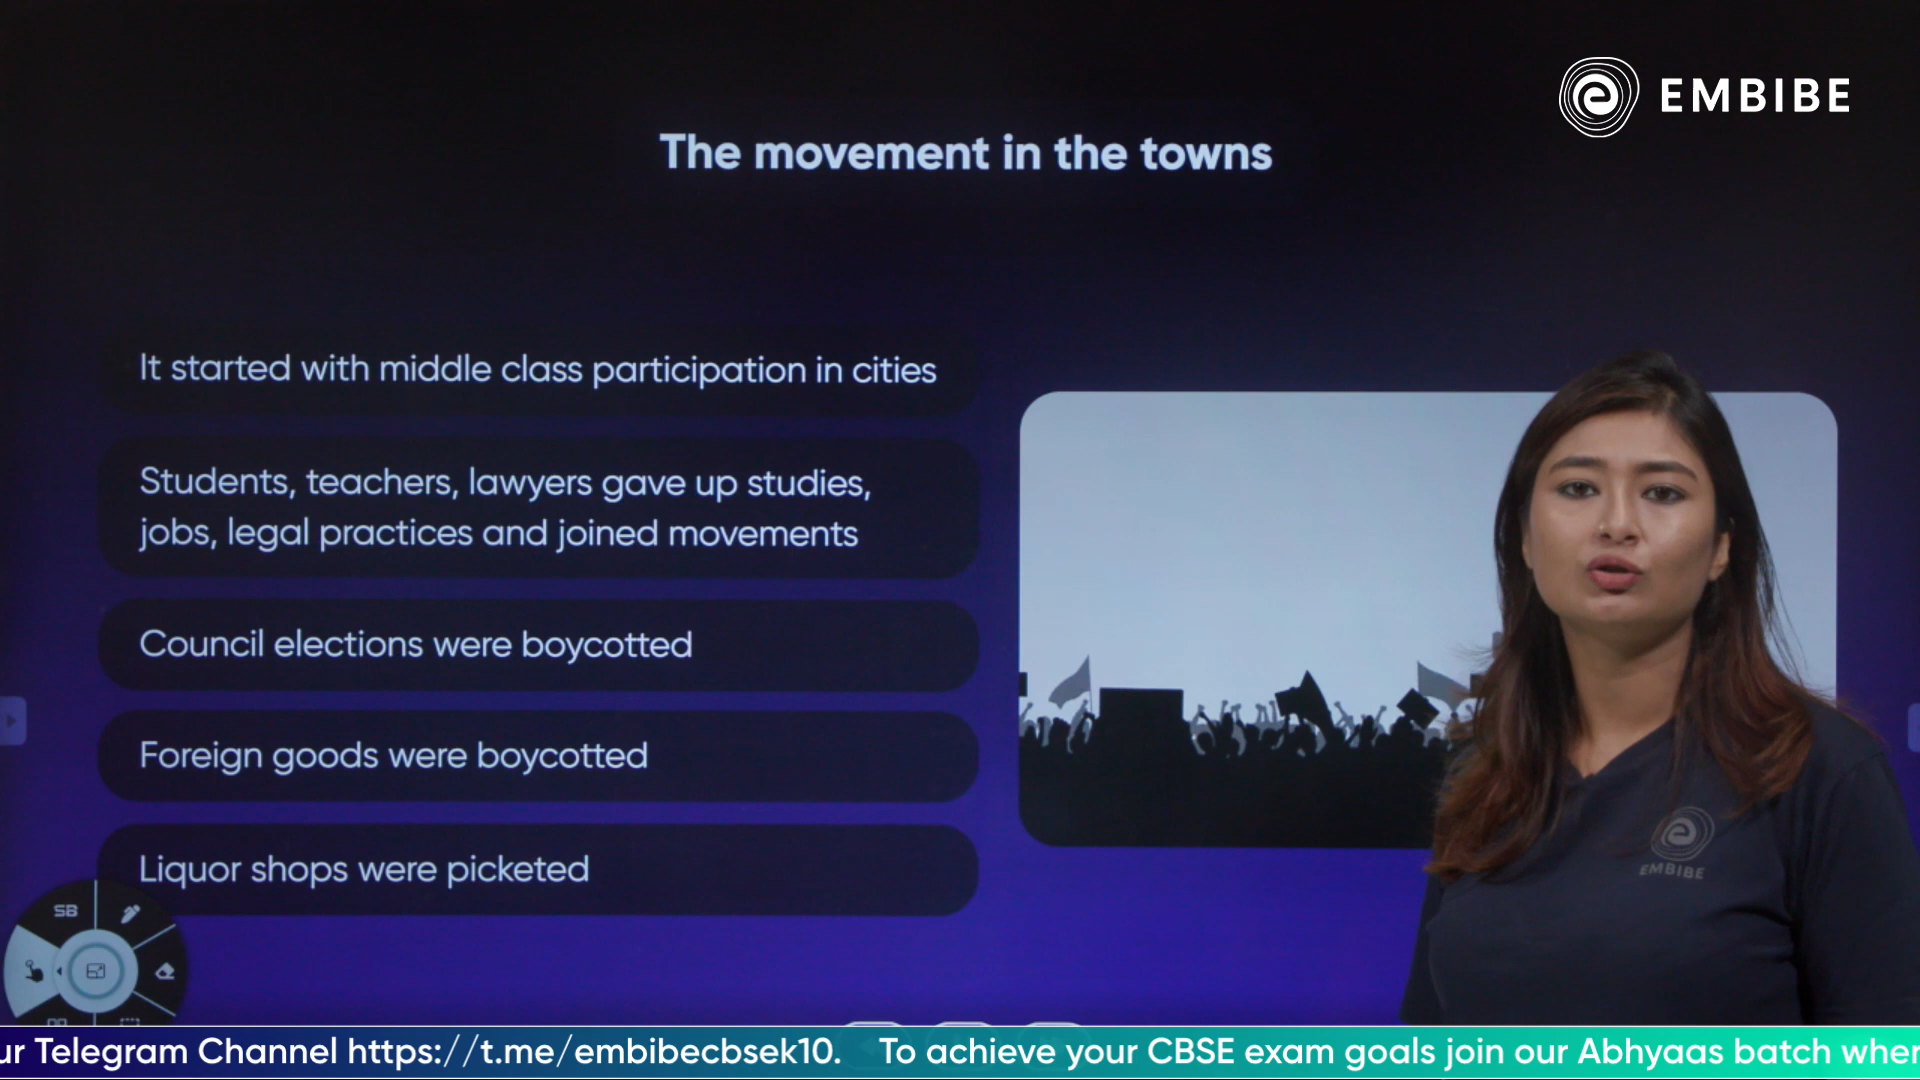 EMBIBE
The movement in the towns
It started with middle class participation in cities
Students, teachers, lawyers gave up studies,
jobs, legal practices and joined movements
Council elections were boycotted
Foreign goods were boycotted
Liquor shops were picketed
SB
EMBIBE
ur Telegram Channel https://t.me/embibecbsek10. To achieve your CBSE exam goals join our Abhyaas batch wher